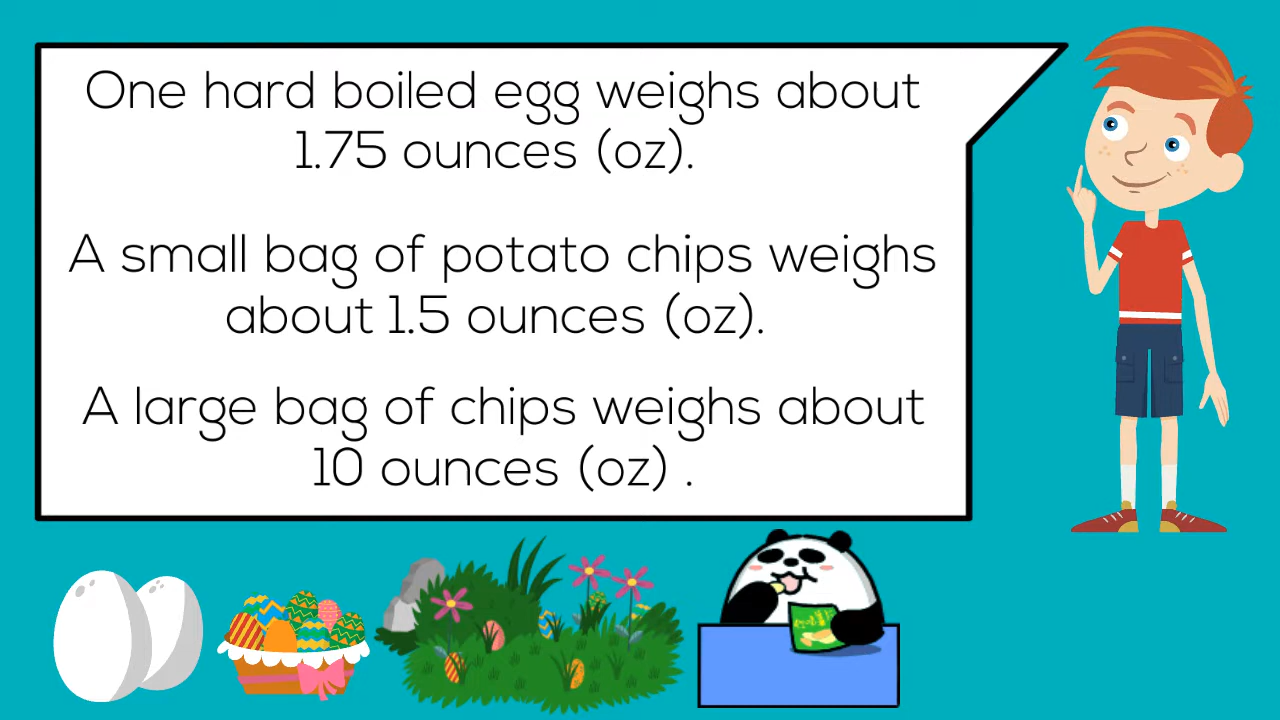 One hard boiled egg weighs about
1.75 ounces (oz).
A small bag of potato chips weighs
about 1.5 ounces (oz).
A large bag of chips weighs about
10 ounces (oz) .